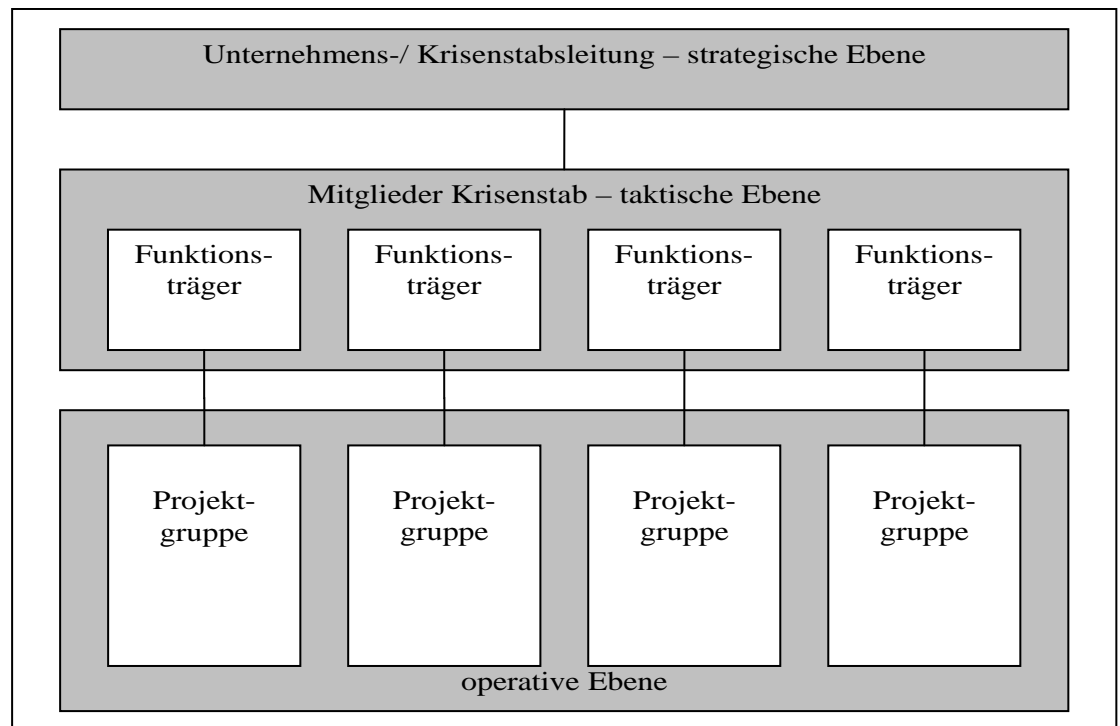 Unternehmens-/ Krisenstabsleitung – strategische Ebene
Mitglieder Krisenstab – taktische Ebene
Funktions-
träger
Funktions-
träger
Funktions-
träger
Funktions-
träger
Projekt-
gruppe
Projekt-
gruppe
Projekt-
gruppe
Projekt-
gruppe
operative Ebene